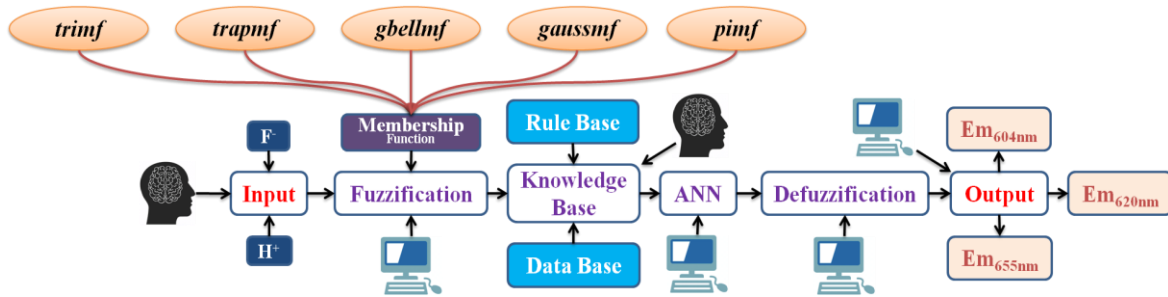 trimf
trapmf
gbellmf
gaussmf
pimf
F-
Membership
Function
Rule Base
Em604nm
Input
Fuzzification
Knowledge
Base
ANN
Defuzzification
Output
Em620nm
H+
Data Base
Em655nm